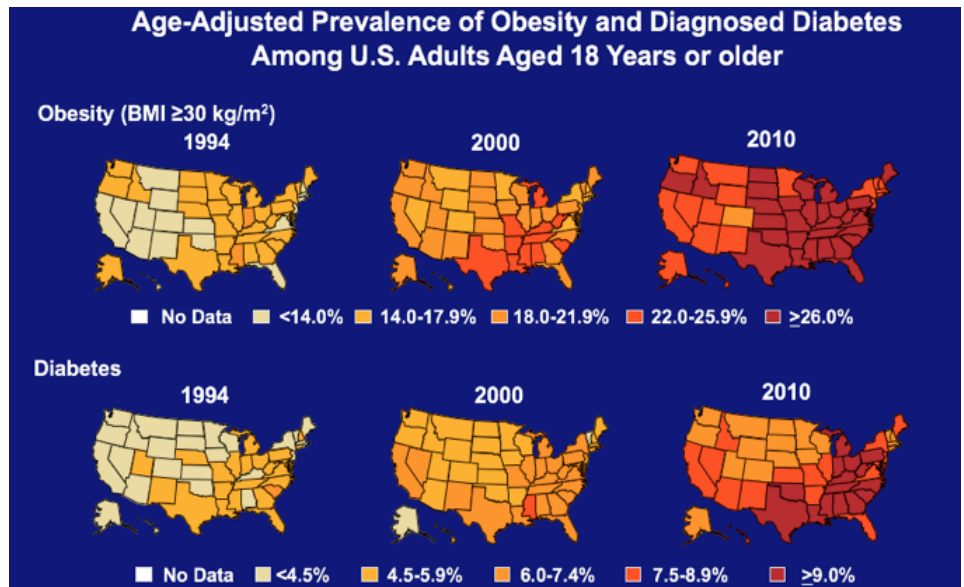 Age-Adjusted Prevalence of Obesity and Diagnosed Diabetes
Among U.S. Adults Aged 18 Years or older
Obesity (BMI ≥30 kg/m²)
1994 2000 2010
No Data <14.0% 14.0-17.9% 18.0-21.9% 22.0-25.9% ≥26.0%
Diabetes
1994 2000 2010
No Data <4.5% 4.5-5.9% 6.0-7.4% 7.5-8.9% ≥9.0%